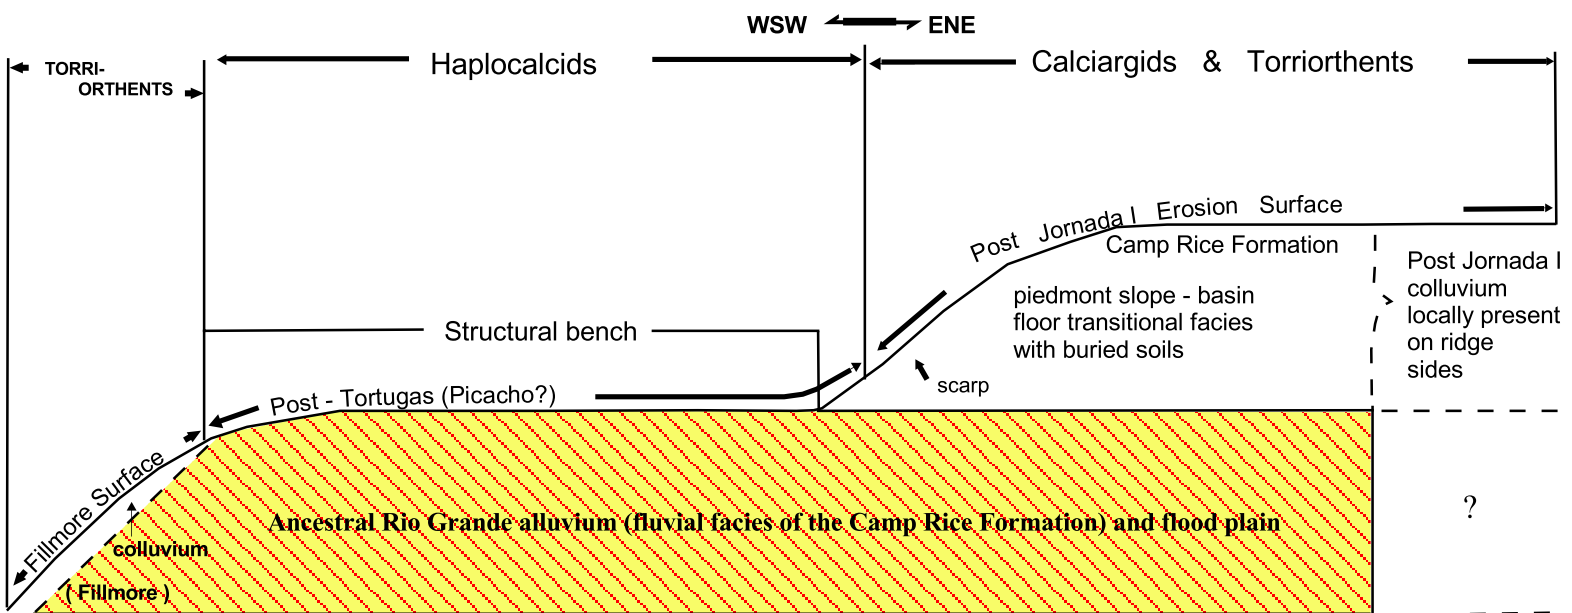 WSW ENE
TORRI-
ORTHENTS
Haplocalcids
Calciargids & Torriorthents
Post Jornada I Erosion Surface
Camp Rice Formation
Post Jornada I
colluvium
locally present
on ridge
sides
piedmont slope - basin
floor transitional facies
with buried soils
Structural bench
scarp
Post - Tortugas (Picacho?)
Fillmore Surface
?
Ancestral Rio Grande alluvium (fluvial facies of the Camp Rice Formation) and flood plain
colluvium
( Fillmore )